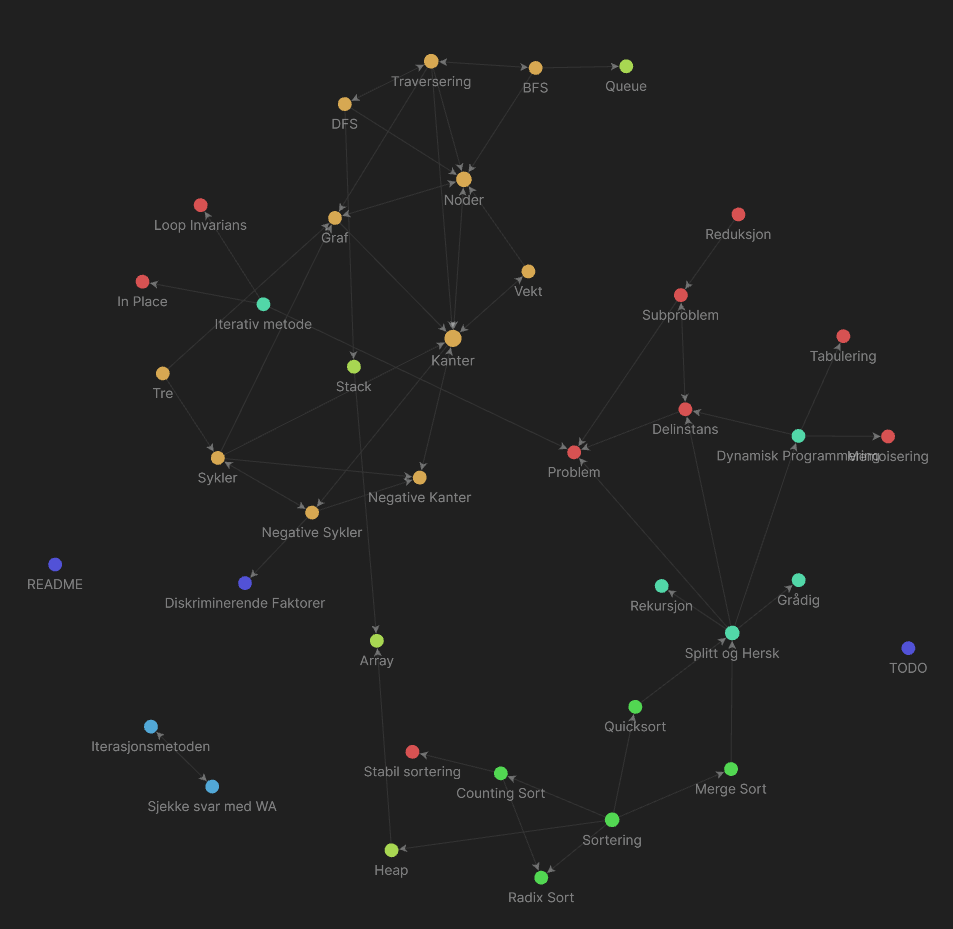 Traversering
BFS
Queue
DFS
Noder
Loop Invarians
Graf
Reduksjon
Vekt
In Place
Iterativ metode
Subproblem
Kanter
Tabulering
Stack
Tre
Delinstans
Dynamisk Programmering
Memoisering
Problem
Sykler
Negative Kanter
Negative Sykler
README
Diskriminerende Faktorer
Rekursjon
Grådig
Splitt og Hersk
Array
TODO
Quicksort
Iterasjonsmetoden
Stabil sortering
Counting Sort
Merge Sort
Sjekke svar med WA
Sortering
Heap
Radix Sort